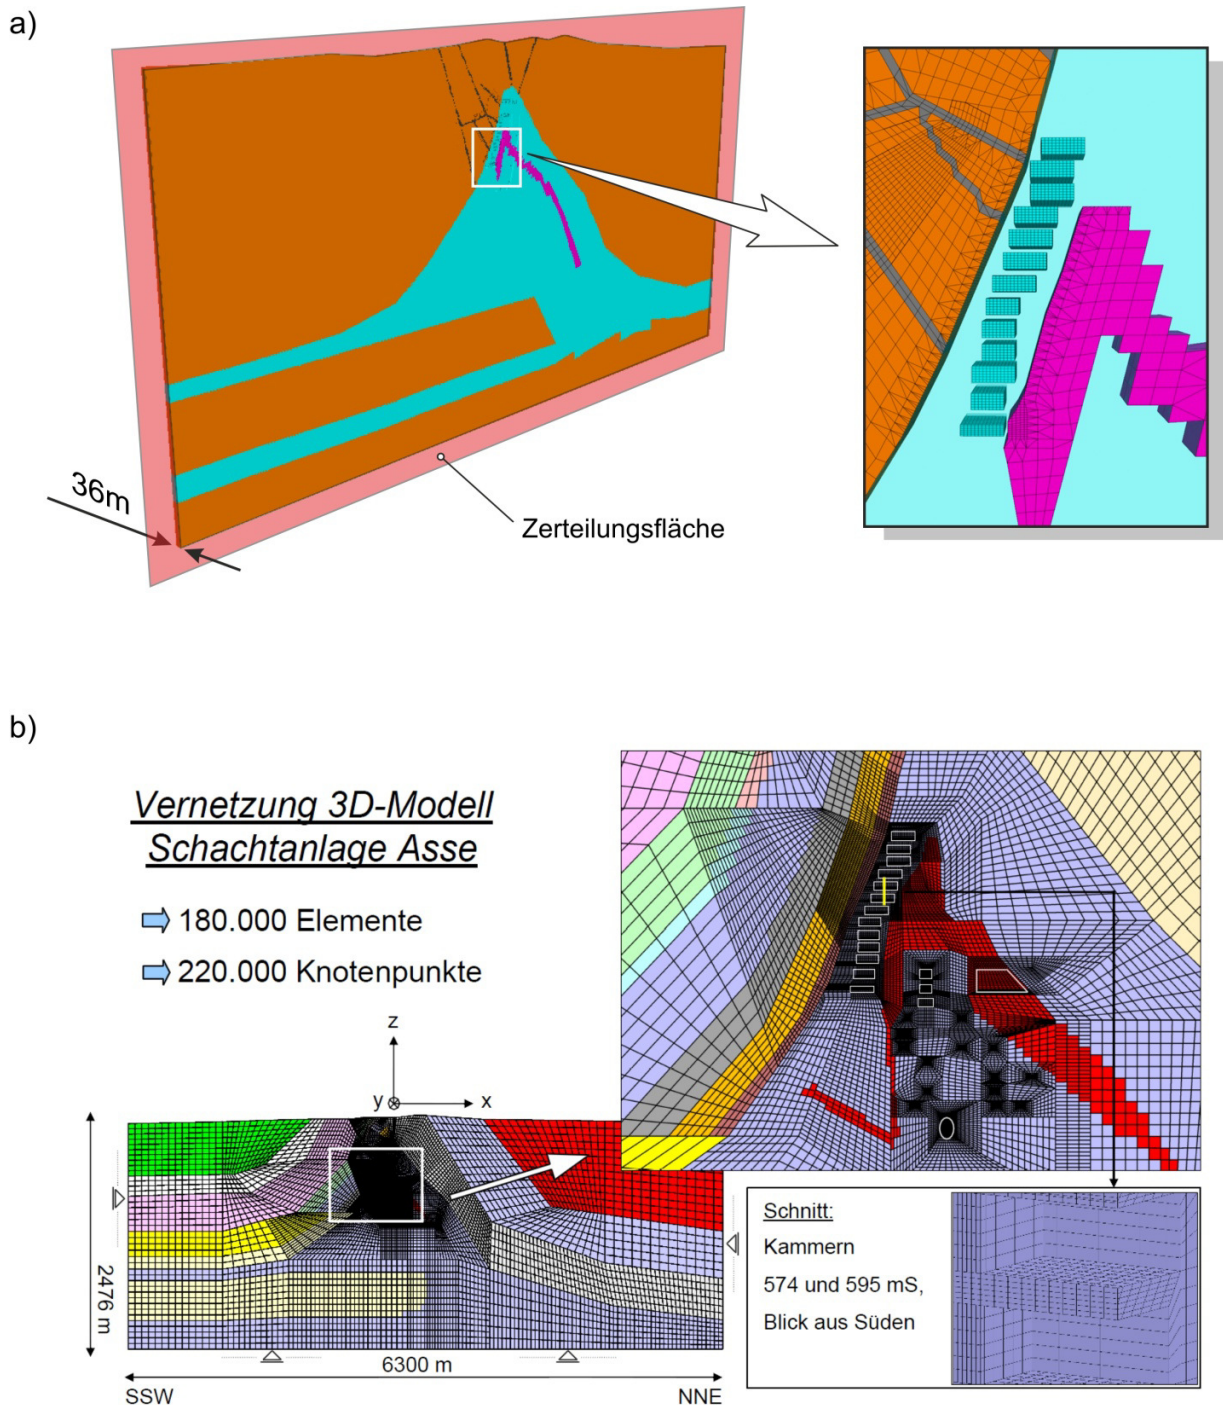 a)
36m
Zerteilungsfläche
b)
Vernetzung 3D-Modell
Schachtanlage Asse
180.000 Elemente
220.000 Knotenpunkte
z
y
x
2476 m
6300 m
SSW
NNE
Schnitt:
Kammern
574 und 595 mS,
Blick aus Süden